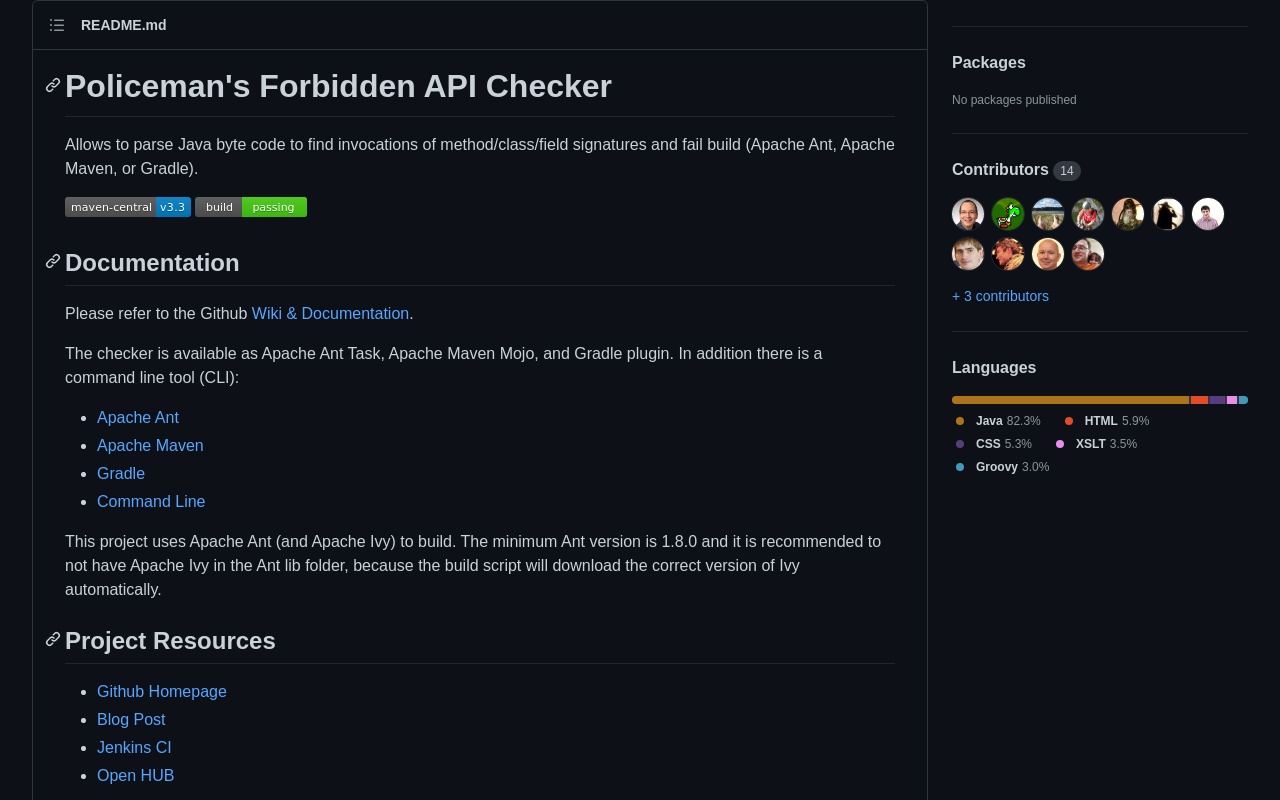 README.md
Policeman's Forbidden API Checker
Allows to parse Java byte code to find invocations of method/class/field signatures and fail build (Apache Ant, Apache
Maven, or Gradle).
maven-central v3.3 build passing
Documentation
Please refer to the Github Wiki & Documentation.
The checker is available as Apache Ant Task, Apache Maven Mojo, and Gradle plugin. In addition there is a
command line tool (CLI):
Apache Ant
Apache Maven
Gradle
Command Line
This project uses Apache Ant (and Apache Ivy) to build. The minimum Ant version is 1.8.0 and it is recommended to
not have Apache Ivy in the Ant lib folder, because the build script will download the correct version of Ivy
automatically.
Project Resources
Github Homepage
Blog Post
Jenkins CI
Open HUB
Packages
No packages published
Contributors 14
+ 3 contributors
Languages
Java 82.3% HTML 5.9%
CSS 5.3% XSLT 3.5%
Groovy 3.0%